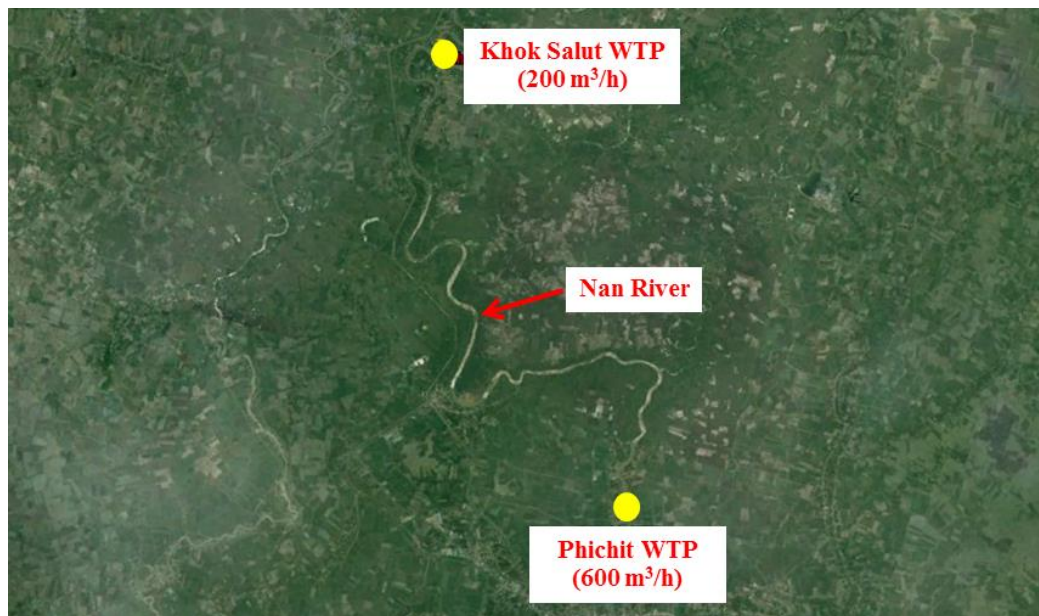 Khok Salut WTP
(200 m³/h)
Nan River
Phichit WTP
(600 m³/h)